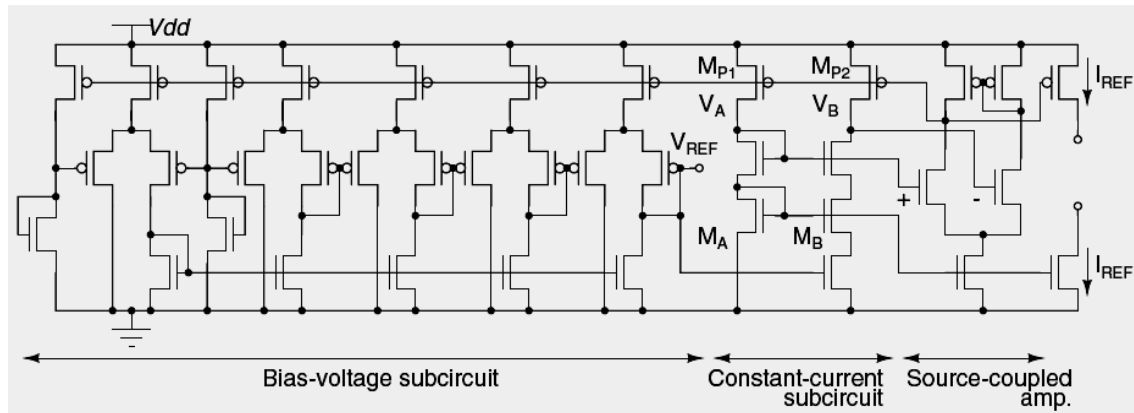 Vdd
M_P1
M_P2
I_REF
V_A
V_B
V_REF
+
-
M_A
M_B
I_REF
Bias-voltage subcircuit
Constant-current
subcircuit
Source-coupled
amp.